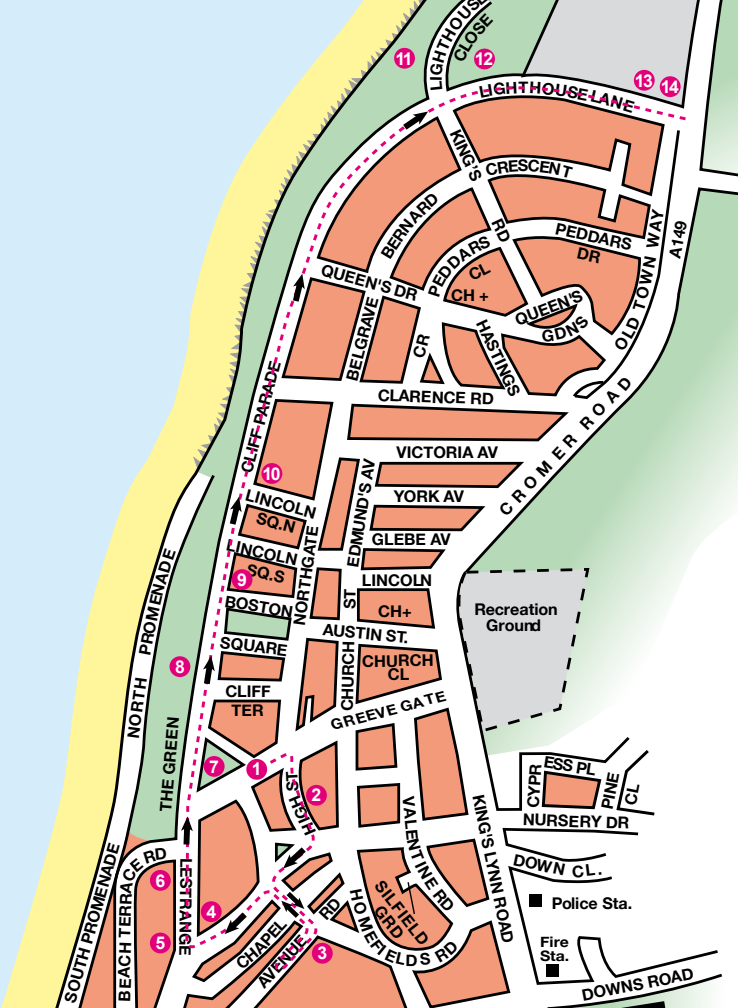 LIGHTHOUSE
CLOSE
11
12
13
14
LIGHTHOUSE LANE
KING'S
RD
CRESCENT
BERNARD
PEDDARS
DR
PEDDARS
CL
CH +
OLD TOWN WAY
A149
QUEEN'S DR
QUEEN'S
GDNS
BELGRAVE
CR
HASTINGS
CLIFF PARADE
CLARENCE RD
CROMER ROAD
VICTORIA AV
10
YORK AV
EDMUND'S AV
ST
LINCOLN
SQ.N
GLEBE AV
LINCOLN
SQ.S
9
NORTHGATE
LINCOLN
CH+
Recreation
Ground
BOSTON
SQUARE
AUSTIN ST.
NORTH PROMENADE
8
CHURCH
CHURCH
CL
CLIFF
TER
GREEVE GATE
THE GREEN
7
1
HIGH ST
2
ESS PL
CYPR
PINE
CL
NURSERY DR
VALENTINE RD
KING'S LYNN ROAD
SOUTH PROMENADE
BEACH TERRACE RD
6
LESTRANGE
4
5
DOWN CL.
SILFIELD
GRD
Police Sta.
CHAPEL
RD
AVENUE
3
HOMEFIELDS RD
Fire
Sta.
DOWNS ROAD